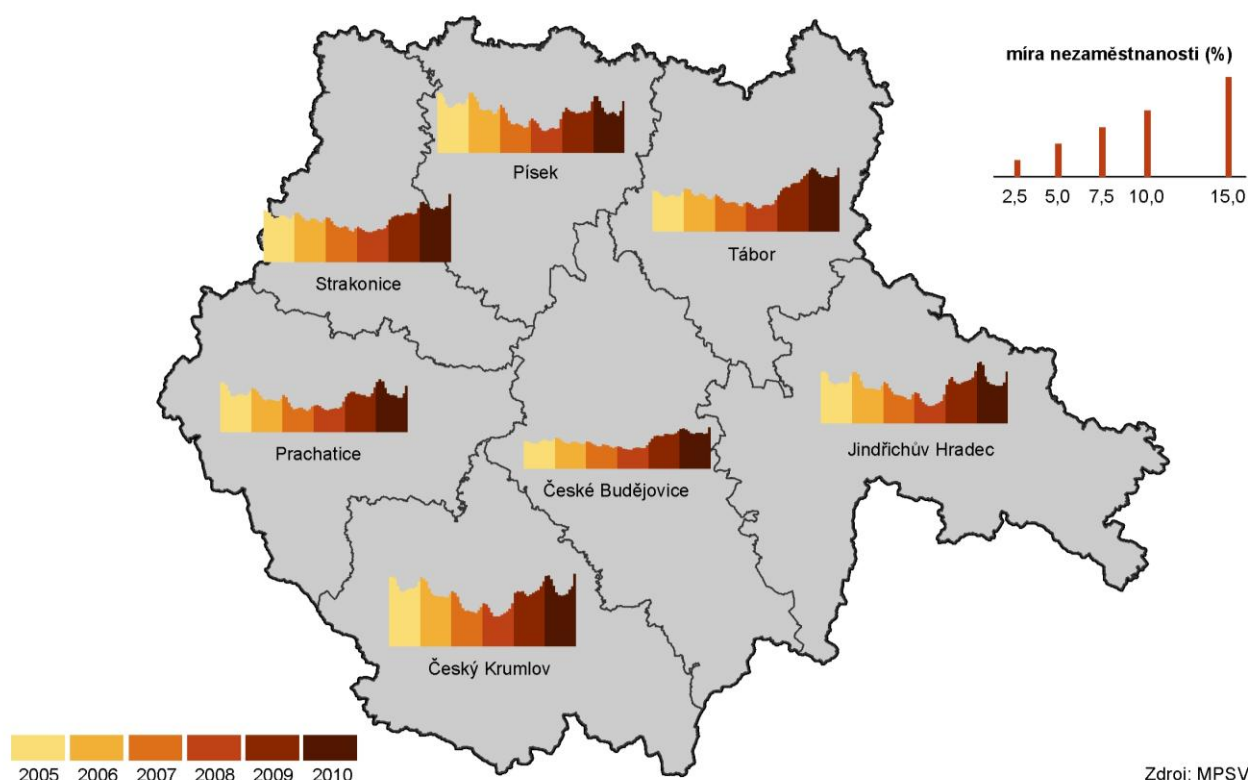 míra nezaměstnanosti (%)
2,5 5,0 7,5 10,0 15,0
Písek
Tábor
Strakonice
Prachatice
Jindřichův Hradec
České Budějovice
Český Krumlov
2005 2006 2007 2008 2009 2010
Zdroj: MPSV